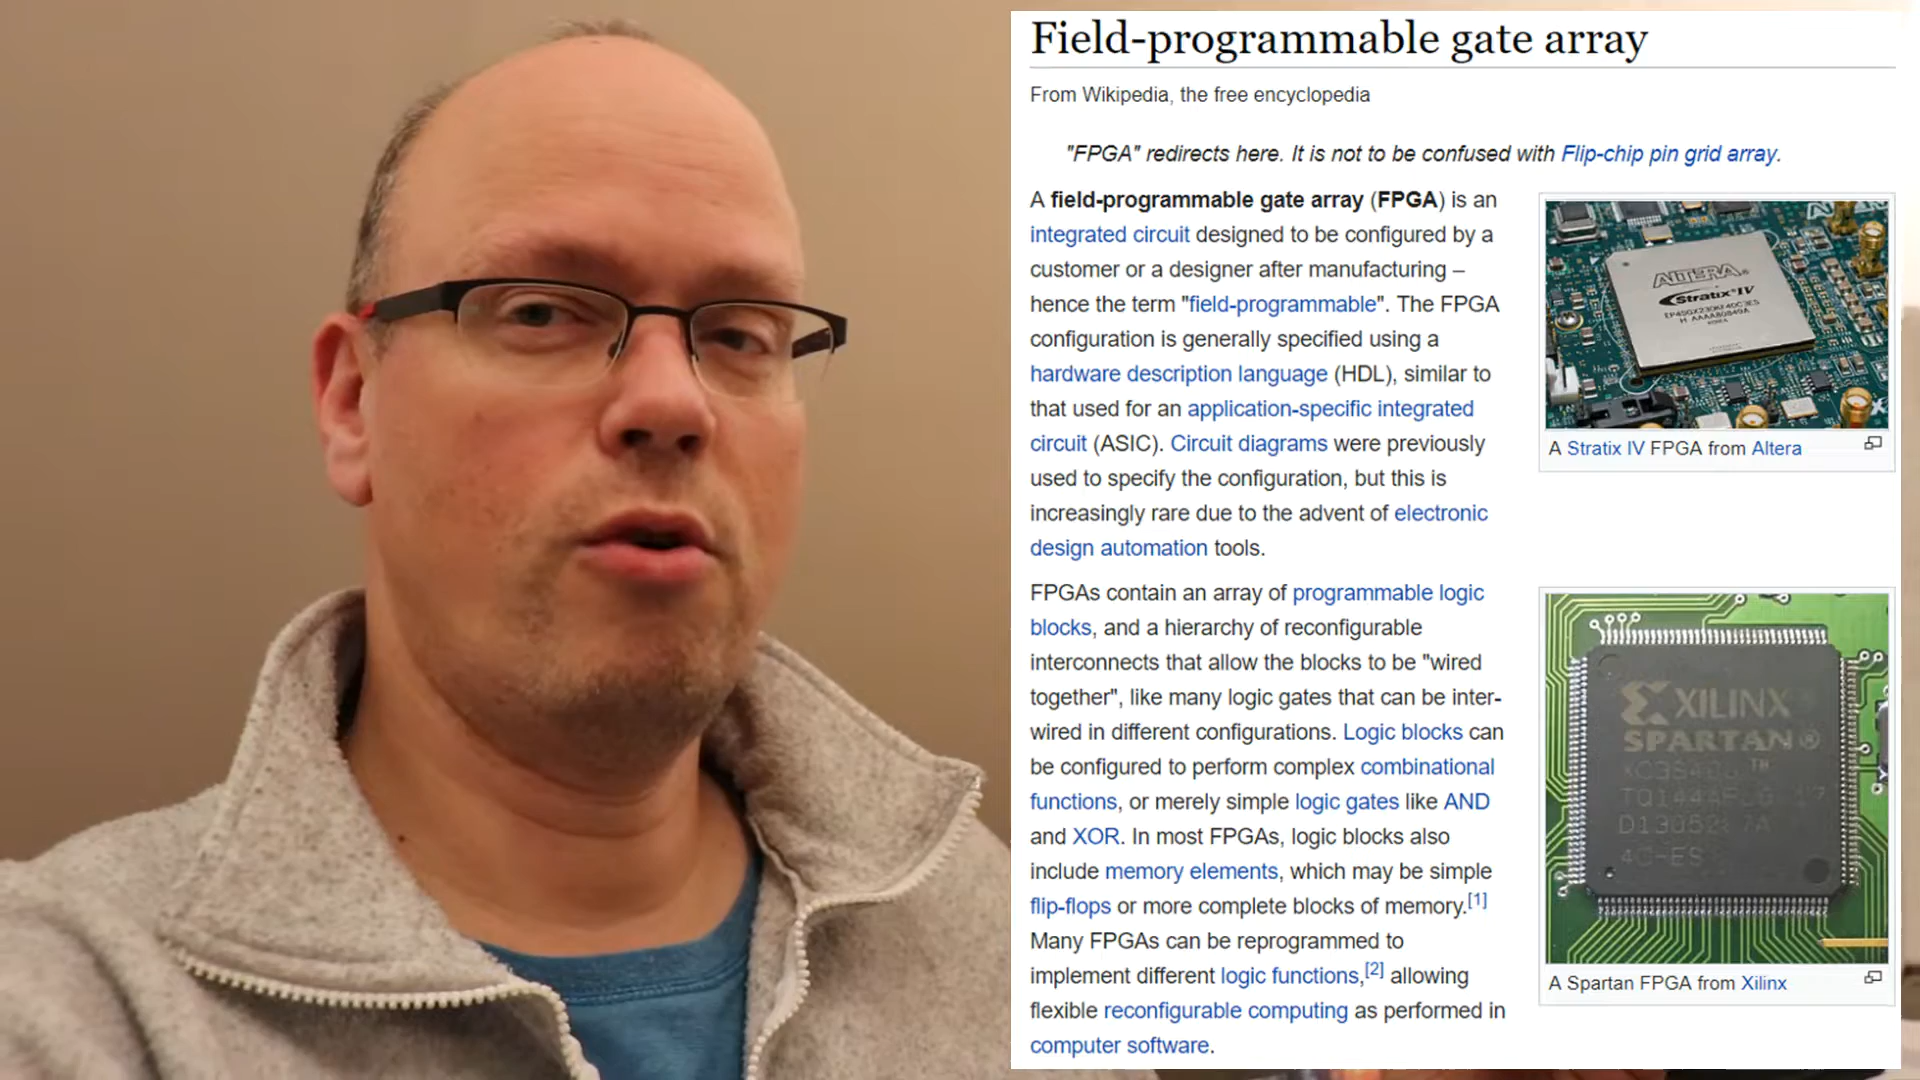 Field-programmable gate array
From Wikipedia, the free encyclopedia
"FPGA" redirects here. It is not to be confused with Flip-chip pin grid array.
A field-programmable gate array (FPGA) is an
integrated circuit designed to be configured by a
customer or a designer after manufacturing –
hence the term "field-programmable". The FPGA
configuration is generally specified using a
hardware description language (HDL), similar to
that used for an application-specific integrated
circuit (ASIC). Circuit diagrams were previously
used to specify the configuration, but this is
increasingly rare due to the advent of electronic
design automation tools.
ALTERA®
Stratix® IV
A Stratix IV FPGA from Altera
FPGAs contain an array of programmable logic
blocks, and a hierarchy of reconfigurable
interconnects that allow the blocks to be "wired
together", like many logic gates that can be inter-
wired in different configurations. Logic blocks can
be configured to perform complex combinational
functions, or merely simple logic gates like AND
and XOR. In most FPGAs, logic blocks also
include memory elements, which may be simple
flip-flops or more complete blocks of memory.[1]
Many FPGAs can be reprogrammed to
implement different logic functions,[2] allowing
flexible reconfigurable computing as performed in
computer software.
XILINX®
SPARTAN®
4C-ES
A Spartan FPGA from Xilinx